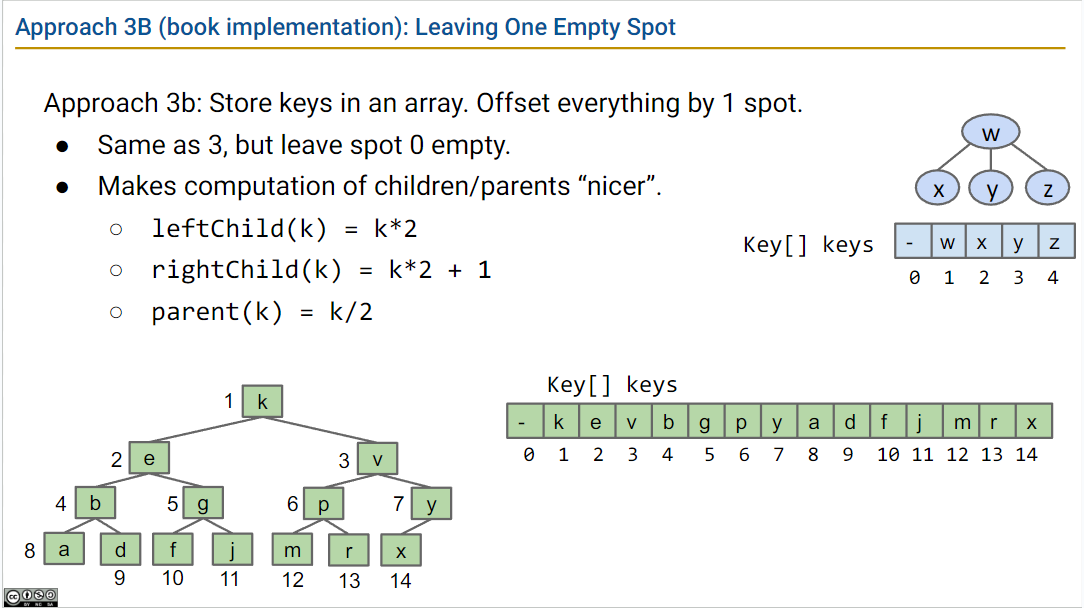 Approach 3B (book implementation): Leaving One Empty Spot
Approach 3b: Store keys in an array. Offset everything by 1 spot.
● Same as 3, but leave spot 0 empty.
● Makes computation of children/parents “nicer”.
○ leftChild(k) = k*2
○ rightChild(k) = k*2 + 1
○ parent(k) = k/2
w
x y z
Key[] keys - w x y z
0 1 2 3 4
Key[] keys
- k e v b g p y a d f j m r x
0 1 2 3 4 5 6 7 8 9 10 11 12 13 14
1 k
2 e 3 v
4 b 5 g 6 p 7 y
8 a d f j m r x
9 10 11 12 13 14
cc BY NC SA